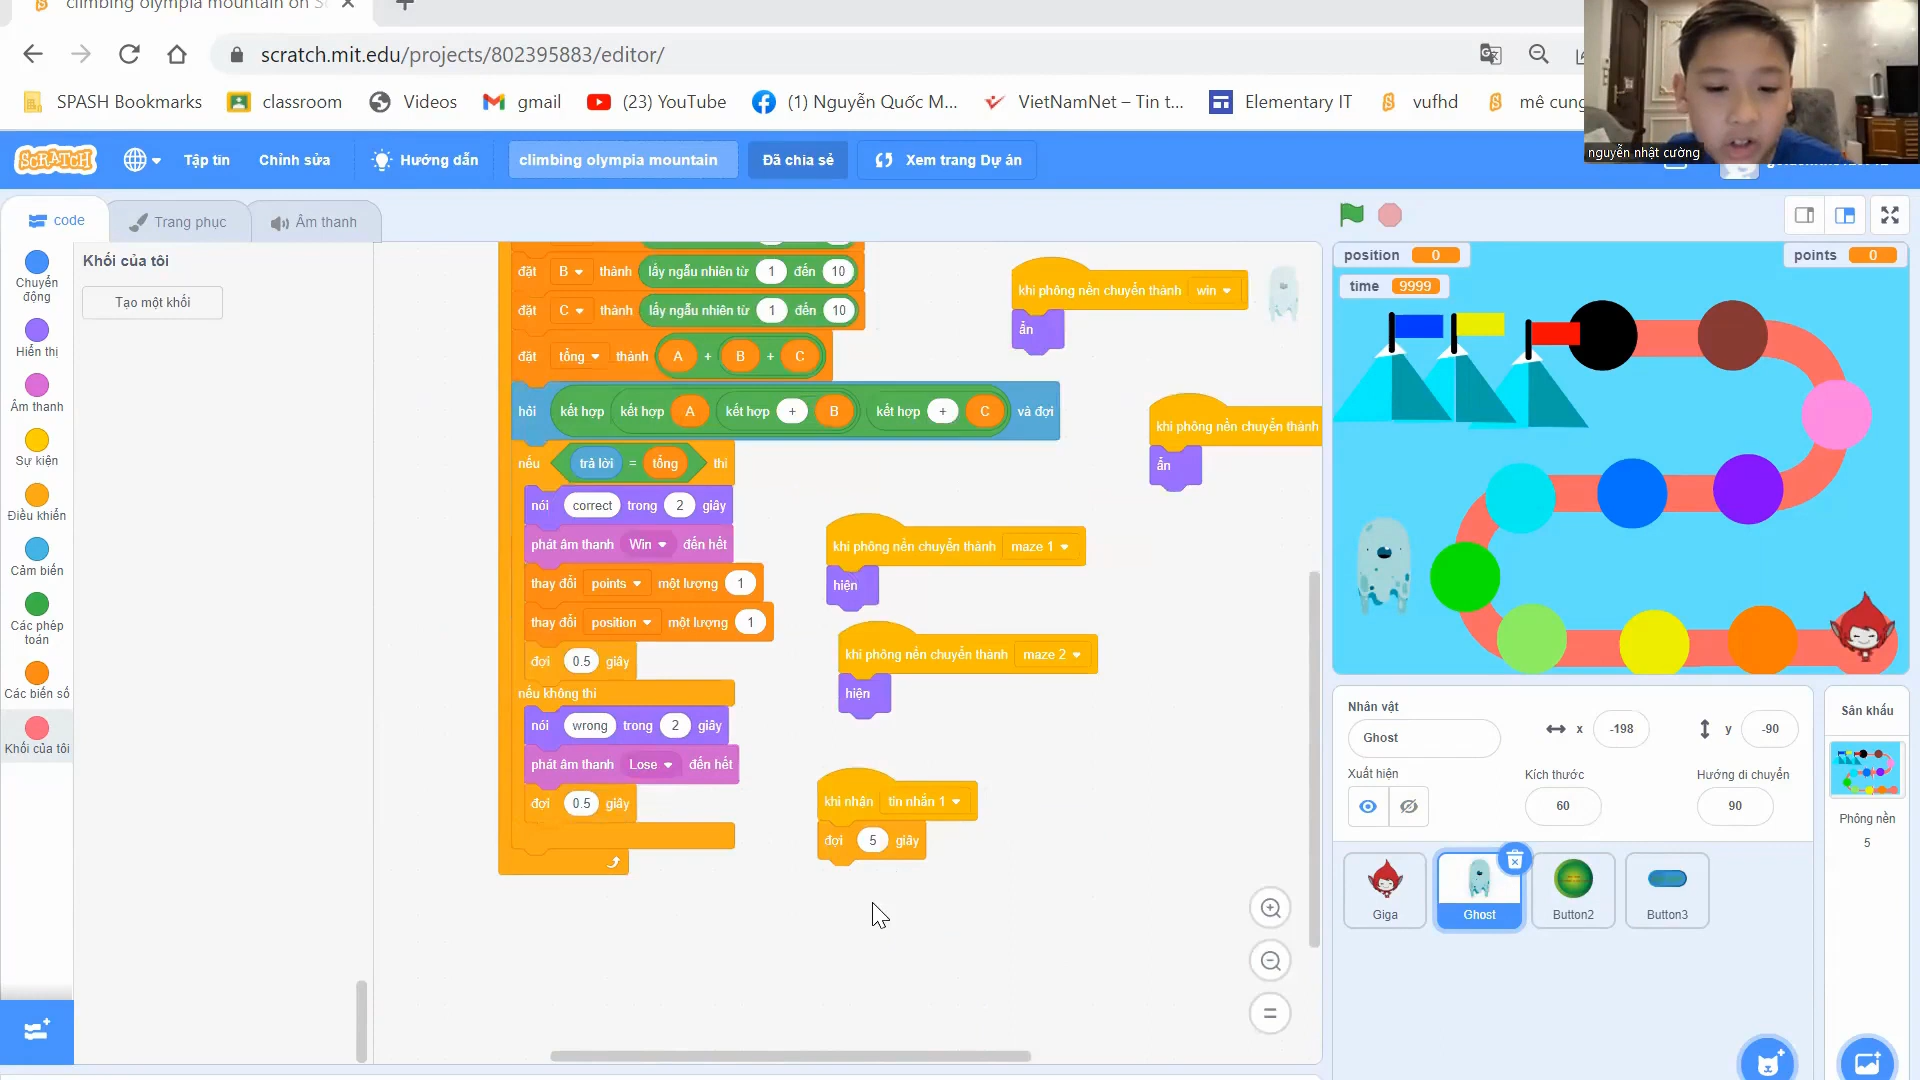 climbing olympia mountain on S
scratch.mit.edu/projects/802395883/editor/
SPASH Bookmarks classroom Videos gmail (23) YouTube (1) Nguyễn Quốc M... VietNamNet – Tin t... Elementary IT vufhd mê cung
nguyễn nhật cường
SCRATCH Tập tin Chỉnh sửa Hướng dẫn climbing olympia mountain Đã chia sẻ Xem trang Dự án
code Trang phục Âm thanh
Chuyển động
Hiển thị
Âm thanh
Sự kiện
Điều khiển
Cảm biến
Các phép toán
Các biến số
Khối của tôi
Khối của tôi
Tạo một khối
đặt B thành lấy ngẫu nhiên từ 1 đến 10
đặt C thành lấy ngẫu nhiên từ 1 đến 10
đặt tổng thành A + B + C
hỏi kết hợp kết hợp A kết hợp + B kết hợp + C và đợi
nếu trả lời = tổng thì
nói correct trong 2 giây
phát âm thanh Win đến hết
thay đổi points một lượng 1
thay đổi position một lượng 1
đợi 0.5 giây
nếu không thì
nói wrong trong 2 giây
phát âm thanh Lose đến hết
đợi 0.5 giây
khi phông nền chuyển thành win
ẩn
khi phông nền chuyển thành
ẩn
khi phông nền chuyển thành maze 1
hiện
khi phông nền chuyển thành maze 2
hiện
khi nhận tin nhắn 1
đợi 5 giây
position 0
points 0
time 9999
Nhân vật
Ghost
x -198
y -90
Xuất hiện
Kích thước
60
Hướng di chuyển
90
Giga
Ghost
Button2
Button3
Sân khấu
Phông nền
5